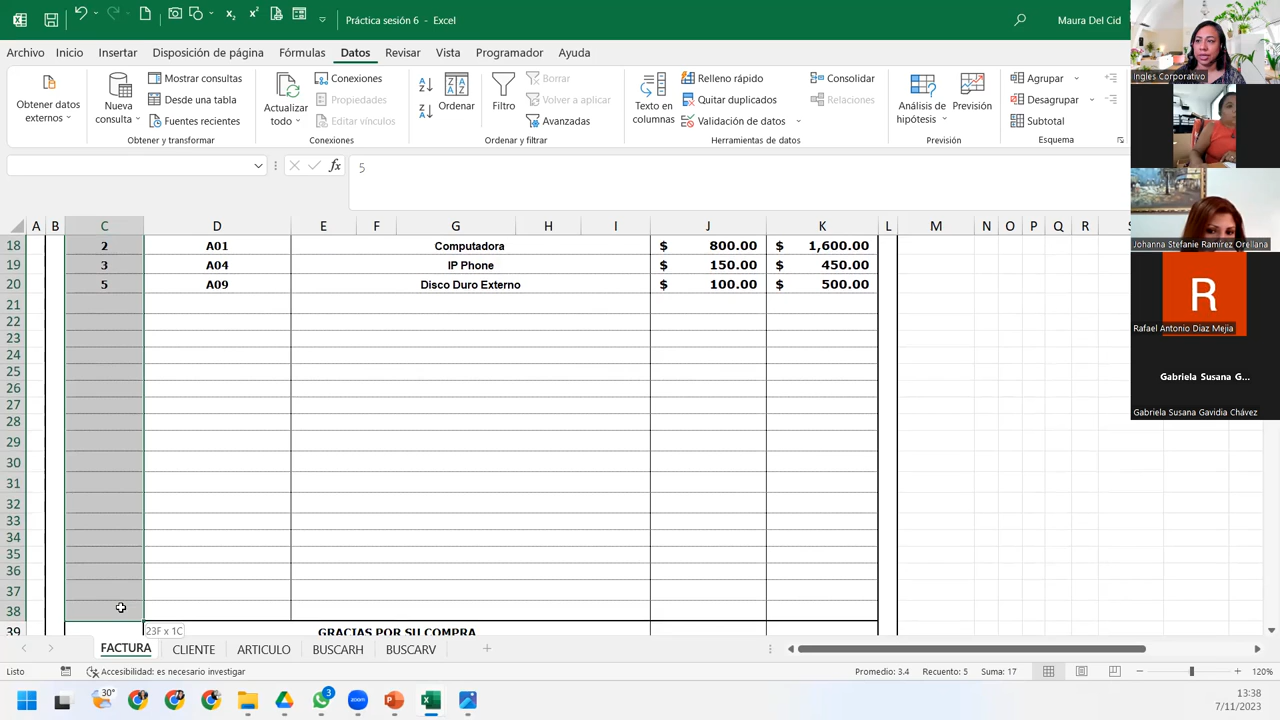 Práctica sesión 6 - Excel
Maura Del Cid
Archivo Inicio Insertar Disposición de página Fórmulas Datos Revisar Vista Programador Ayuda
Obtener datos externos
Nueva consulta
Mostrar consultas
Desde una tabla
Fuentes recientes
Obtener y transformar
Actualizar todo
Conexiones
Propiedades
Editar vínculos
Conexiones
Ordenar
Filtro
Borrar
Volver a aplicar
Avanzadas
Ordenar y filtrar
Texto en columnas
Relleno rápido
Quitar duplicados
Validación de datos
Consolidar
Relaciones
Herramientas de datos
Análisis de hipótesis
Previsión
Previsión
Agrupar
Desagrupar
Subtotal
Esquema
Ingles Corporativo
Johanna Stefanie Ramírez Orellana
R
Rafael Antonio Diaz Mejia
Gabriela Susana G...
Gabriela Susana Gavidia Chávez
fx 5
A B C D E F G H I J K L M N O P Q R S
18 2 A01 Computadora $ 800.00 $ 1,600.00
19 3 A04 IP Phone $ 150.00 $ 450.00
20 5 A09 Disco Duro Externo $ 100.00 $ 500.00
21
22
23
24
25
26
27
28
29
30
31
32
33
34
35
36
37
38
39 GRACIAS POR SU COMPRA
23F x 1C
FACTURA CLIENTE ARTICULO BUSCARH BUSCARV
Listo Accesibilidad: es necesario investigar Promedio: 3.4 Recuento: 5 Suma: 17 120%
30° 3 zoom
13:38
7/11/2023